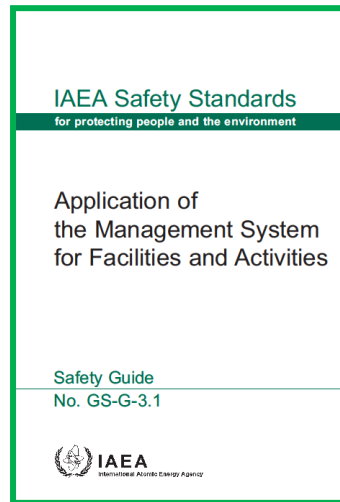 IAEA Safety Standards
for protecting people and the environment
Application of
the Management System
for Facilities and Activities
Safety Guide
No. GS-G-3.1
IAEA
International Atomic Energy Agency